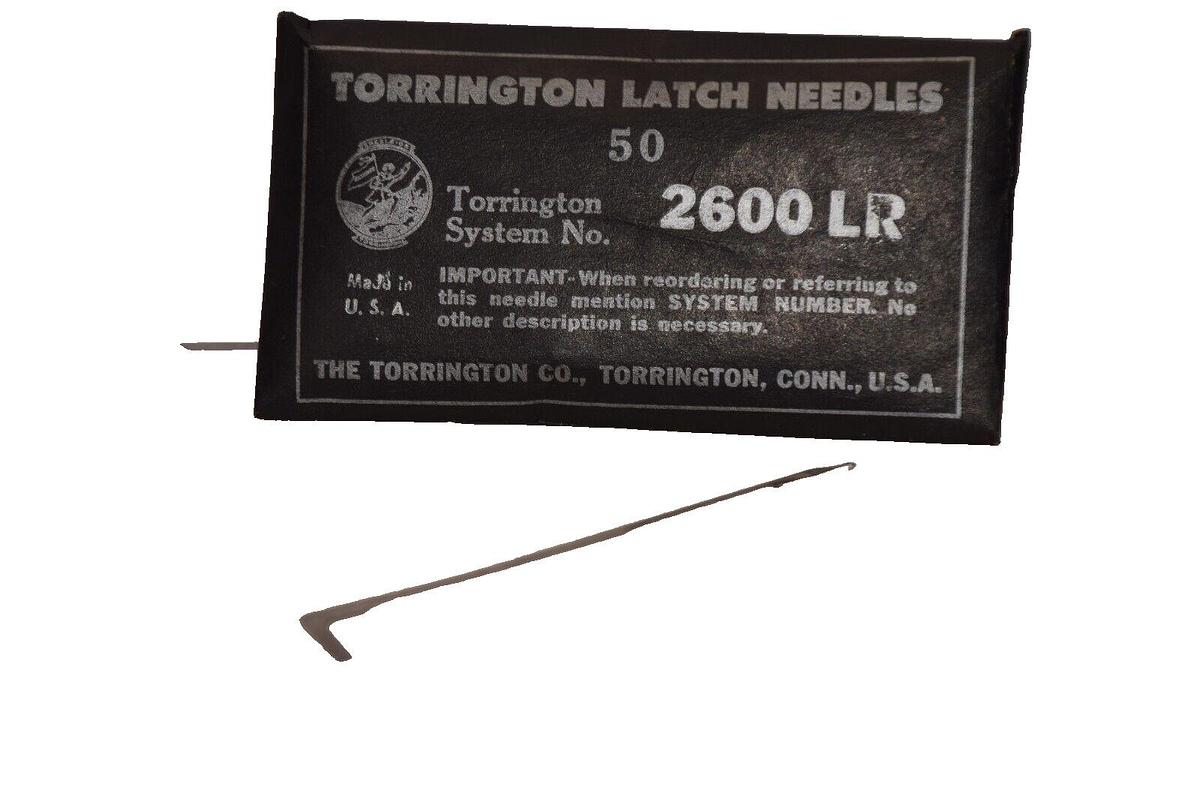 TORRINGTON LATCH NEEDLES
50
Torrington
System No.
2600 LR
Made in
U. S. A.
IMPORTANT-When reordering or referring to
this needle mention SYSTEM NUMBER. No
other description is necessary.
THE TORRINGTON CO., TORRINGTON, CONN., U.S.A.